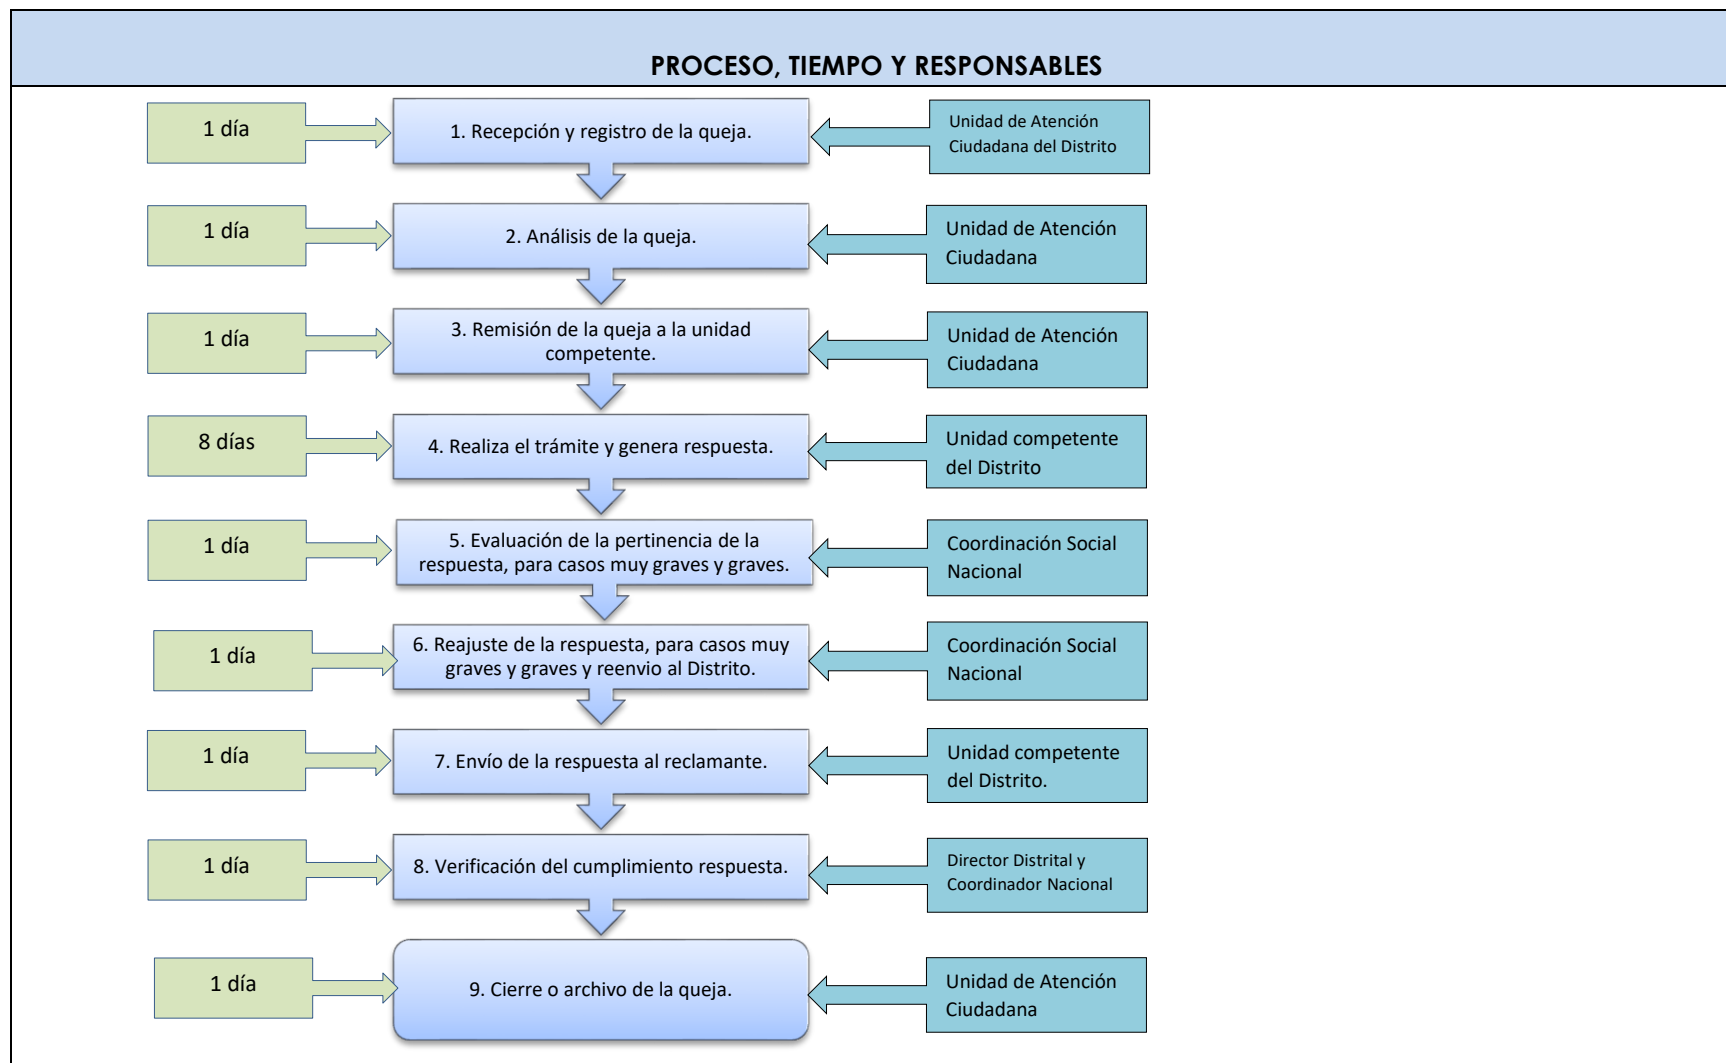 PROCESO, TIEMPO Y RESPONSABLES
1 día
1. Recepción y registro de la queja.
Unidad de Atención
Ciudadana del Distrito
1 día
2. Análisis de la queja.
Unidad de Atención
Ciudadana
1 día
3. Remisión de la queja a la unidad
competente.
Unidad de Atención
Ciudadana
8 días
4. Realiza el trámite y genera respuesta.
Unidad competente
del Distrito
1 día
5. Evaluación de la pertinencia de la
respuesta, para casos muy graves y graves.
Coordinación Social
Nacional
1 día
6. Reajuste de la respuesta, para casos muy
graves y graves y reenvio al Distrito.
Coordinación Social
Nacional
1 día
7. Envío de la respuesta al reclamante.
Unidad competente
del Distrito.
1 día
8. Verificación del cumplimiento respuesta.
Director Distrital y
Coordinador Nacional
1 día
9. Cierre o archivo de la queja.
Unidad de Atención
Ciudadana